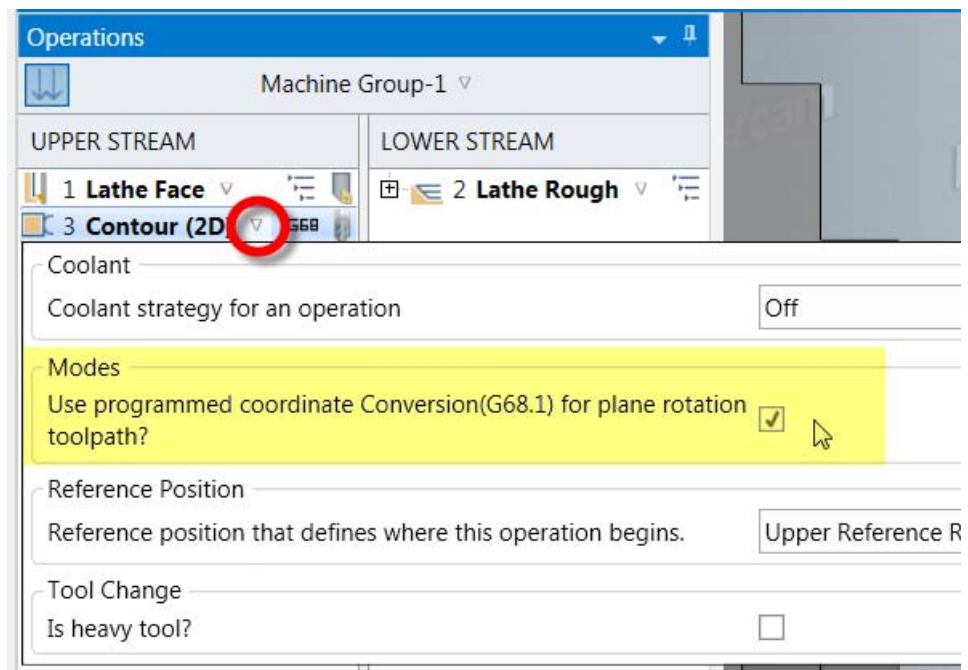 Operations
Machine Group-1
UPPER STREAM
LOWER STREAM
1 Lathe Face
2 Lathe Rough
3 Contour (2D)
G68
Coolant
Coolant strategy for an operation
Off
Modes
Use programmed coordinate Conversion(G68.1) for plane rotation
toolpath?
Reference Position
Reference position that defines where this operation begins.
Upper Reference R
Tool Change
Is heavy tool?